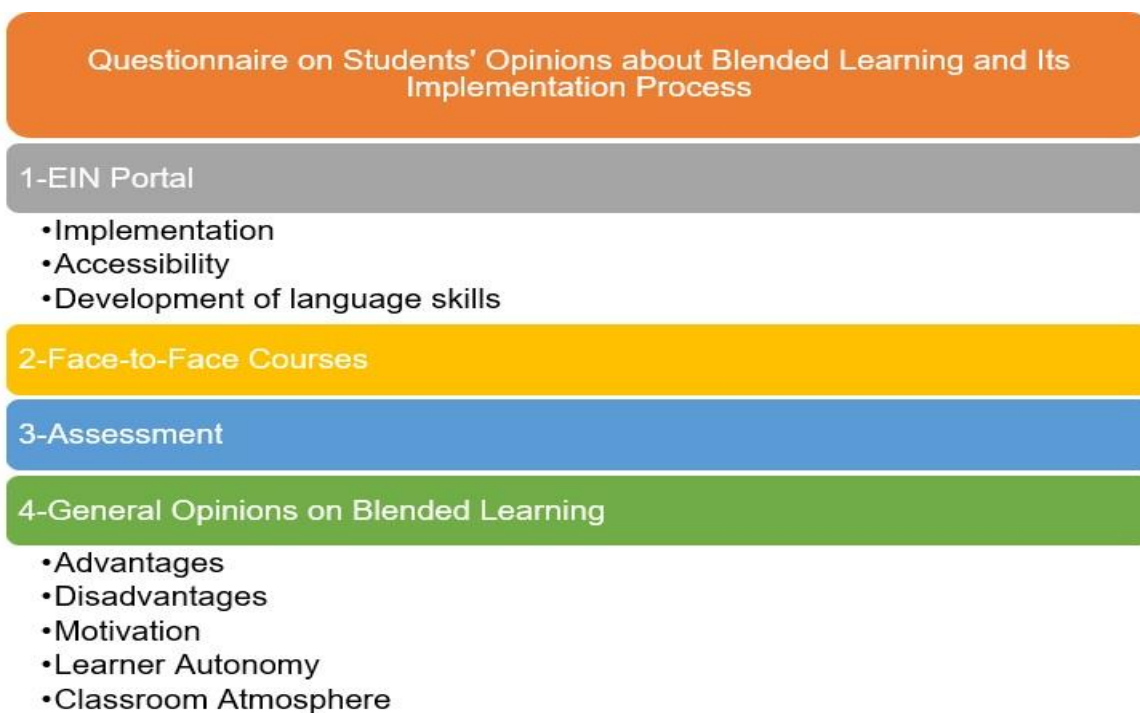 Questionnaire on Students' Opinions about Blended Learning and Its
Implementation Process
1-EIN Portal
•Implementation
•Accessibility
•Development of language skills
2-Face-to-Face Courses
3-Assessment
4-General Opinions on Blended Learning
•Advantages
•Disadvantages
•Motivation
•Learner Autonomy
•Classroom Atmosphere